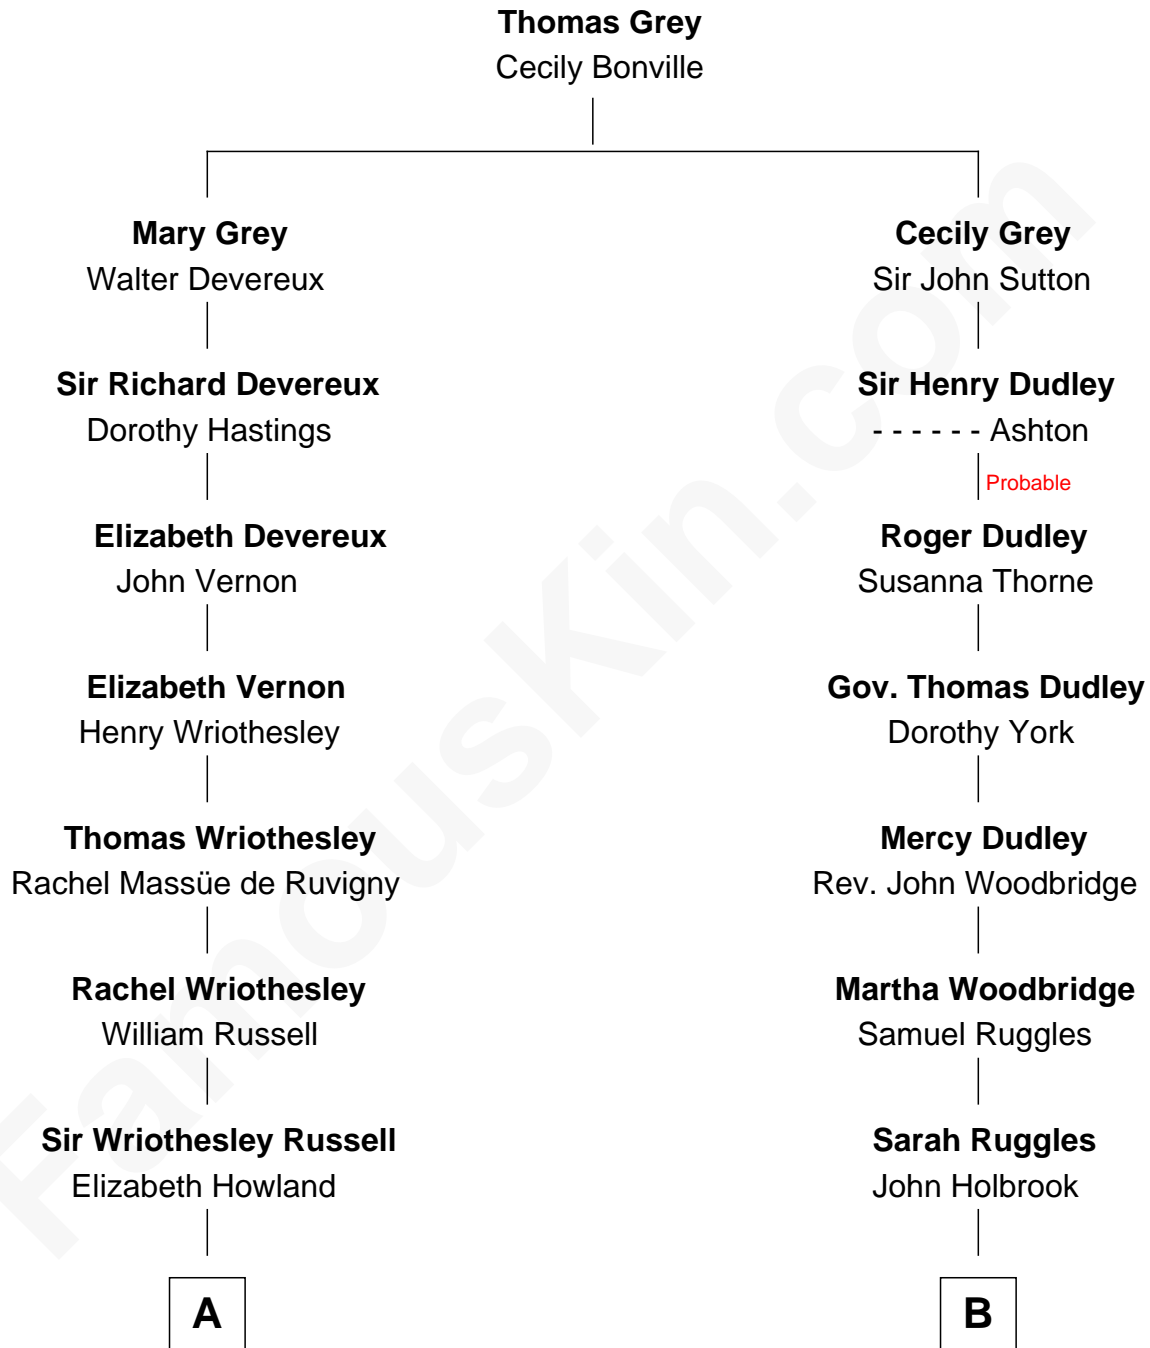 Thomas Grey
Cecily Bonville
Mary Grey
Walter Devereux
Cecily Grey
Sir John Sutton
Sir Richard Devereux
Dorothy Hastings
Sir Henry Dudley
- - - - - - Ashton
Probable
Elizabeth Devereux
John Vernon
Roger Dudley
Susanna Thorne
Elizabeth Vernon
Henry Wriothesley
Gov. Thomas Dudley
Dorothy York
Thomas Wriothesley
Rachel Massüe de Ruvigny
Mercy Dudley
Rev. John Woodbridge
Rachel Wriothesley
William Russell
Martha Woodbridge
Samuel Ruggles
Sir Wriothesley Russell
Elizabeth Howland
Sarah Ruggles
John Holbrook
A
B
FamousKin.com